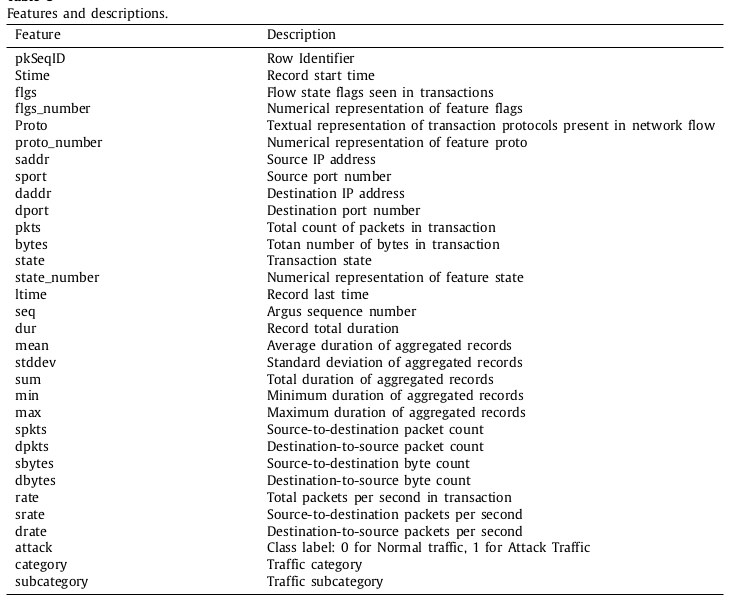 Features and descriptions.
Feature Description
pkSeqID Row Identifier
Stime Record start time
flgs Flow state flags seen in transactions
flgs_number Numerical representation of feature flags
Proto Textual representation of transaction protocols present in network flow
proto_number Numerical representation of feature proto
saddr Source IP address
sport Source port number
daddr Destination IP address
dport Destination port number
pkts Total count of packets in transaction
bytes Totan number of bytes in transaction
state Transaction state
state_number Numerical representation of feature state
ltime Record last time
seq Argus sequence number
dur Record total duration
mean Average duration of aggregated records
stddev Standard deviation of aggregated records
sum Total duration of aggregated records
min Minimum duration of aggregated records
max Maximum duration of aggregated records
spkts Source-to-destination packet count
dpkts Destination-to-source packet count
sbytes Source-to-destination byte count
dbytes Destination-to-source byte count
rate Total packets per second in transaction
srate Source-to-destination packets per second
drate Destination-to-source packets per second
attack Class label: 0 for Normal traffic, 1 for Attack Traffic
category Traffic category
subcategory Traffic subcategory